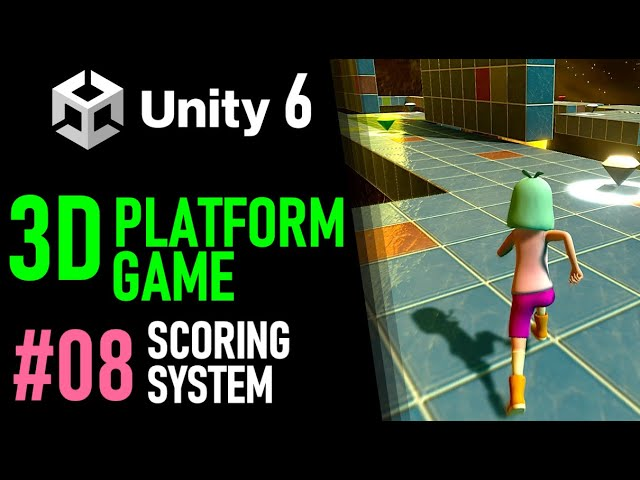 Unity 6
3D PLATFORM
GAME
#08 SCORING
SYSTEM